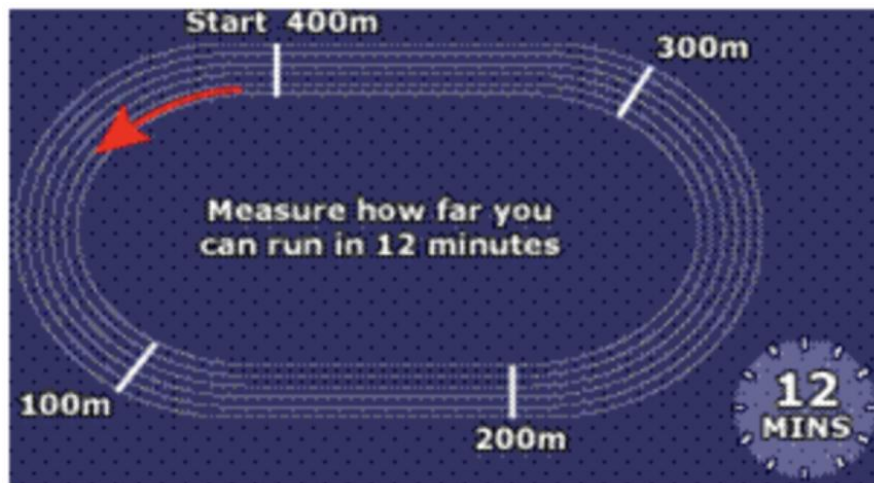 Start 400m
300m
Measure how far you
can run in 12 minutes
100m
200m
12
MINS